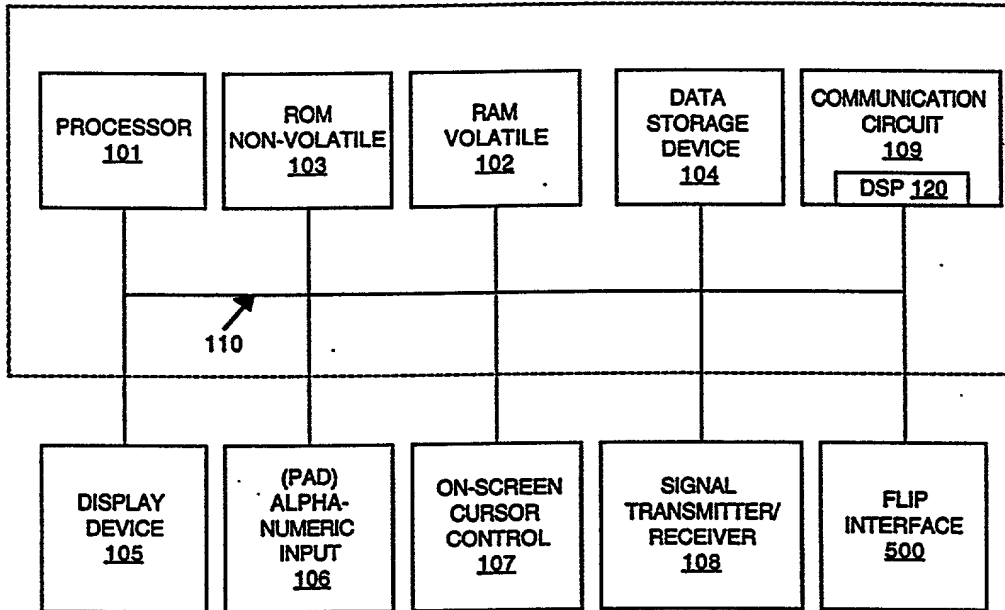 PROCESSOR
101
ROM
NON-VOLATILE
103
RAM
VOLATILE
102
DATA
STORAGE
DEVICE
104
COMMUNICATION
CIRCUIT
109
DSP 120
110
DISPLAY
DEVICE
105
(PAD)
ALPHA-
NUMERIC
INPUT
106
ON-SCREEN
CURSOR
CONTROL
107
SIGNAL
TRANSMITTER/
RECEIVER
108
FLIP
INTERFACE
500